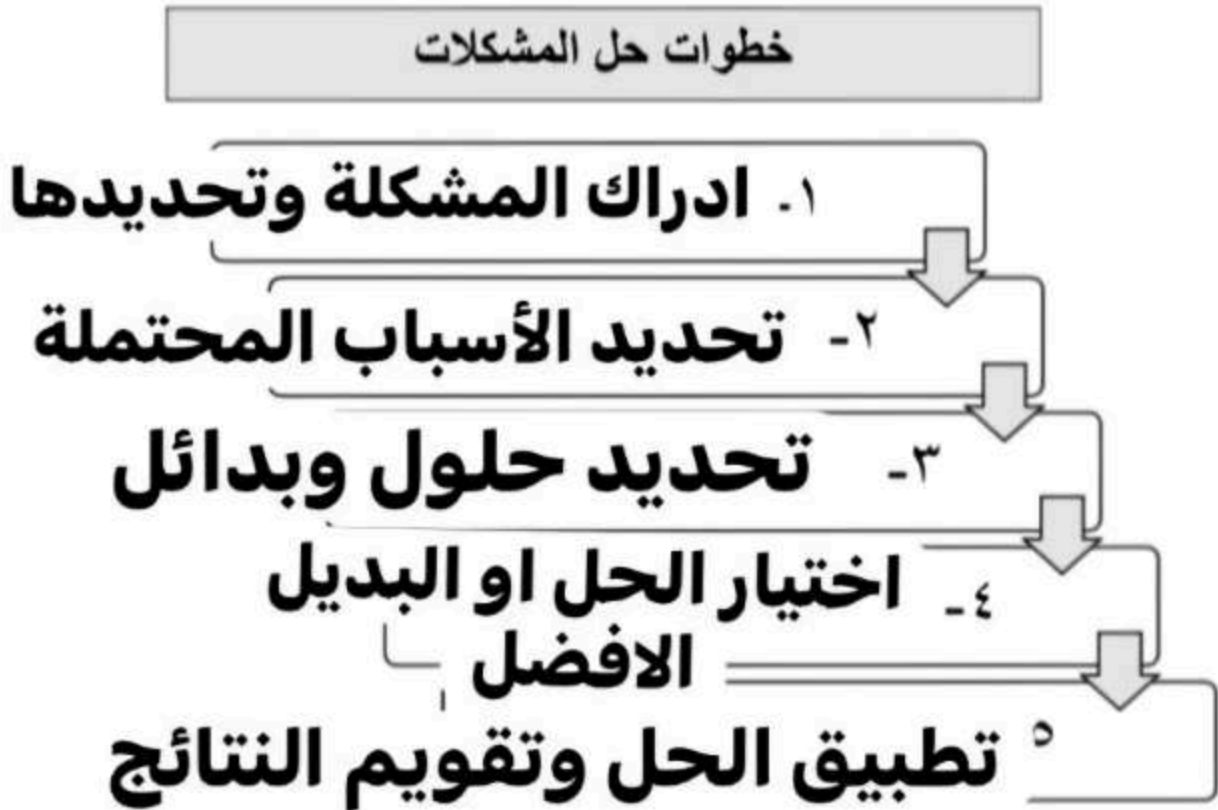 خطوات حل المشكلات
١- ادراك المشكلة وتحديدها
٢- تحديد الأسباب المحتملة
٣- تحديد حلول وبدائل
٤- اختيار الحل او البديل
الافضل
٥ تطبيق الحل وتقويم النتائج